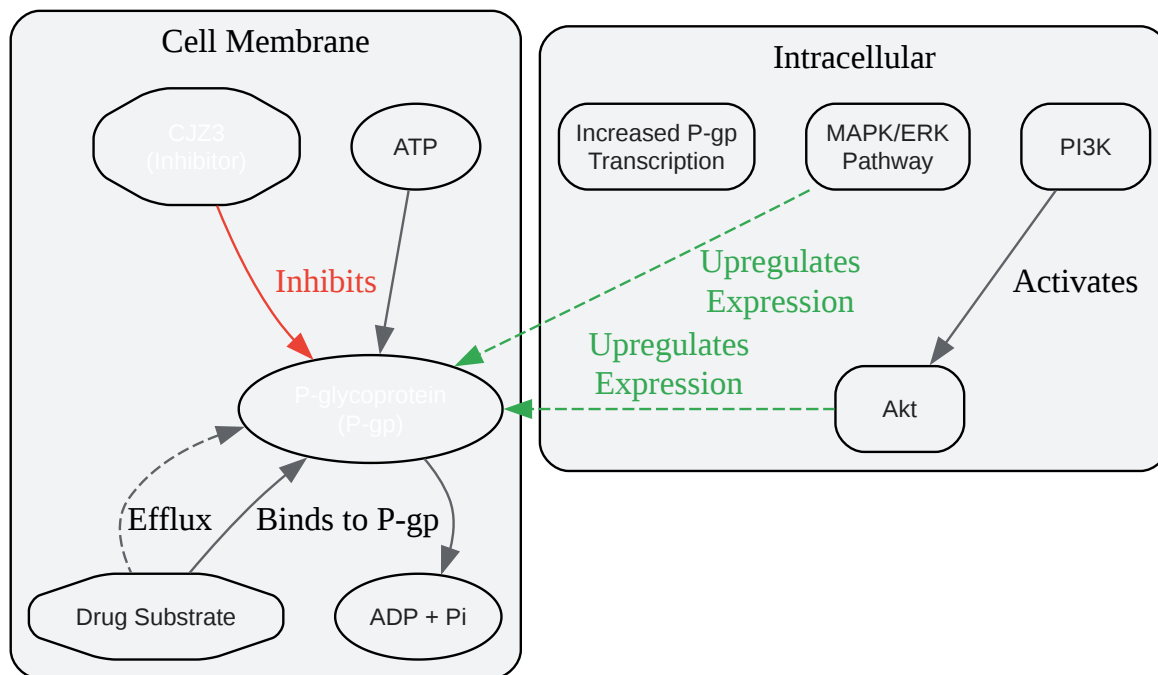 Cell Membrane
CJZ3
(Inhibitor)
ATP
Inhibits
P-glycoprotein
(P-gp)
Efflux
Binds to P-gp
Drug Substrate
ADP + Pi
Intracellular
Increased P-gp
Transcription
MAPK/ERK
Pathway
PI3K
Upregulates
Expression
Activates
Upregulates
Expression
Akt